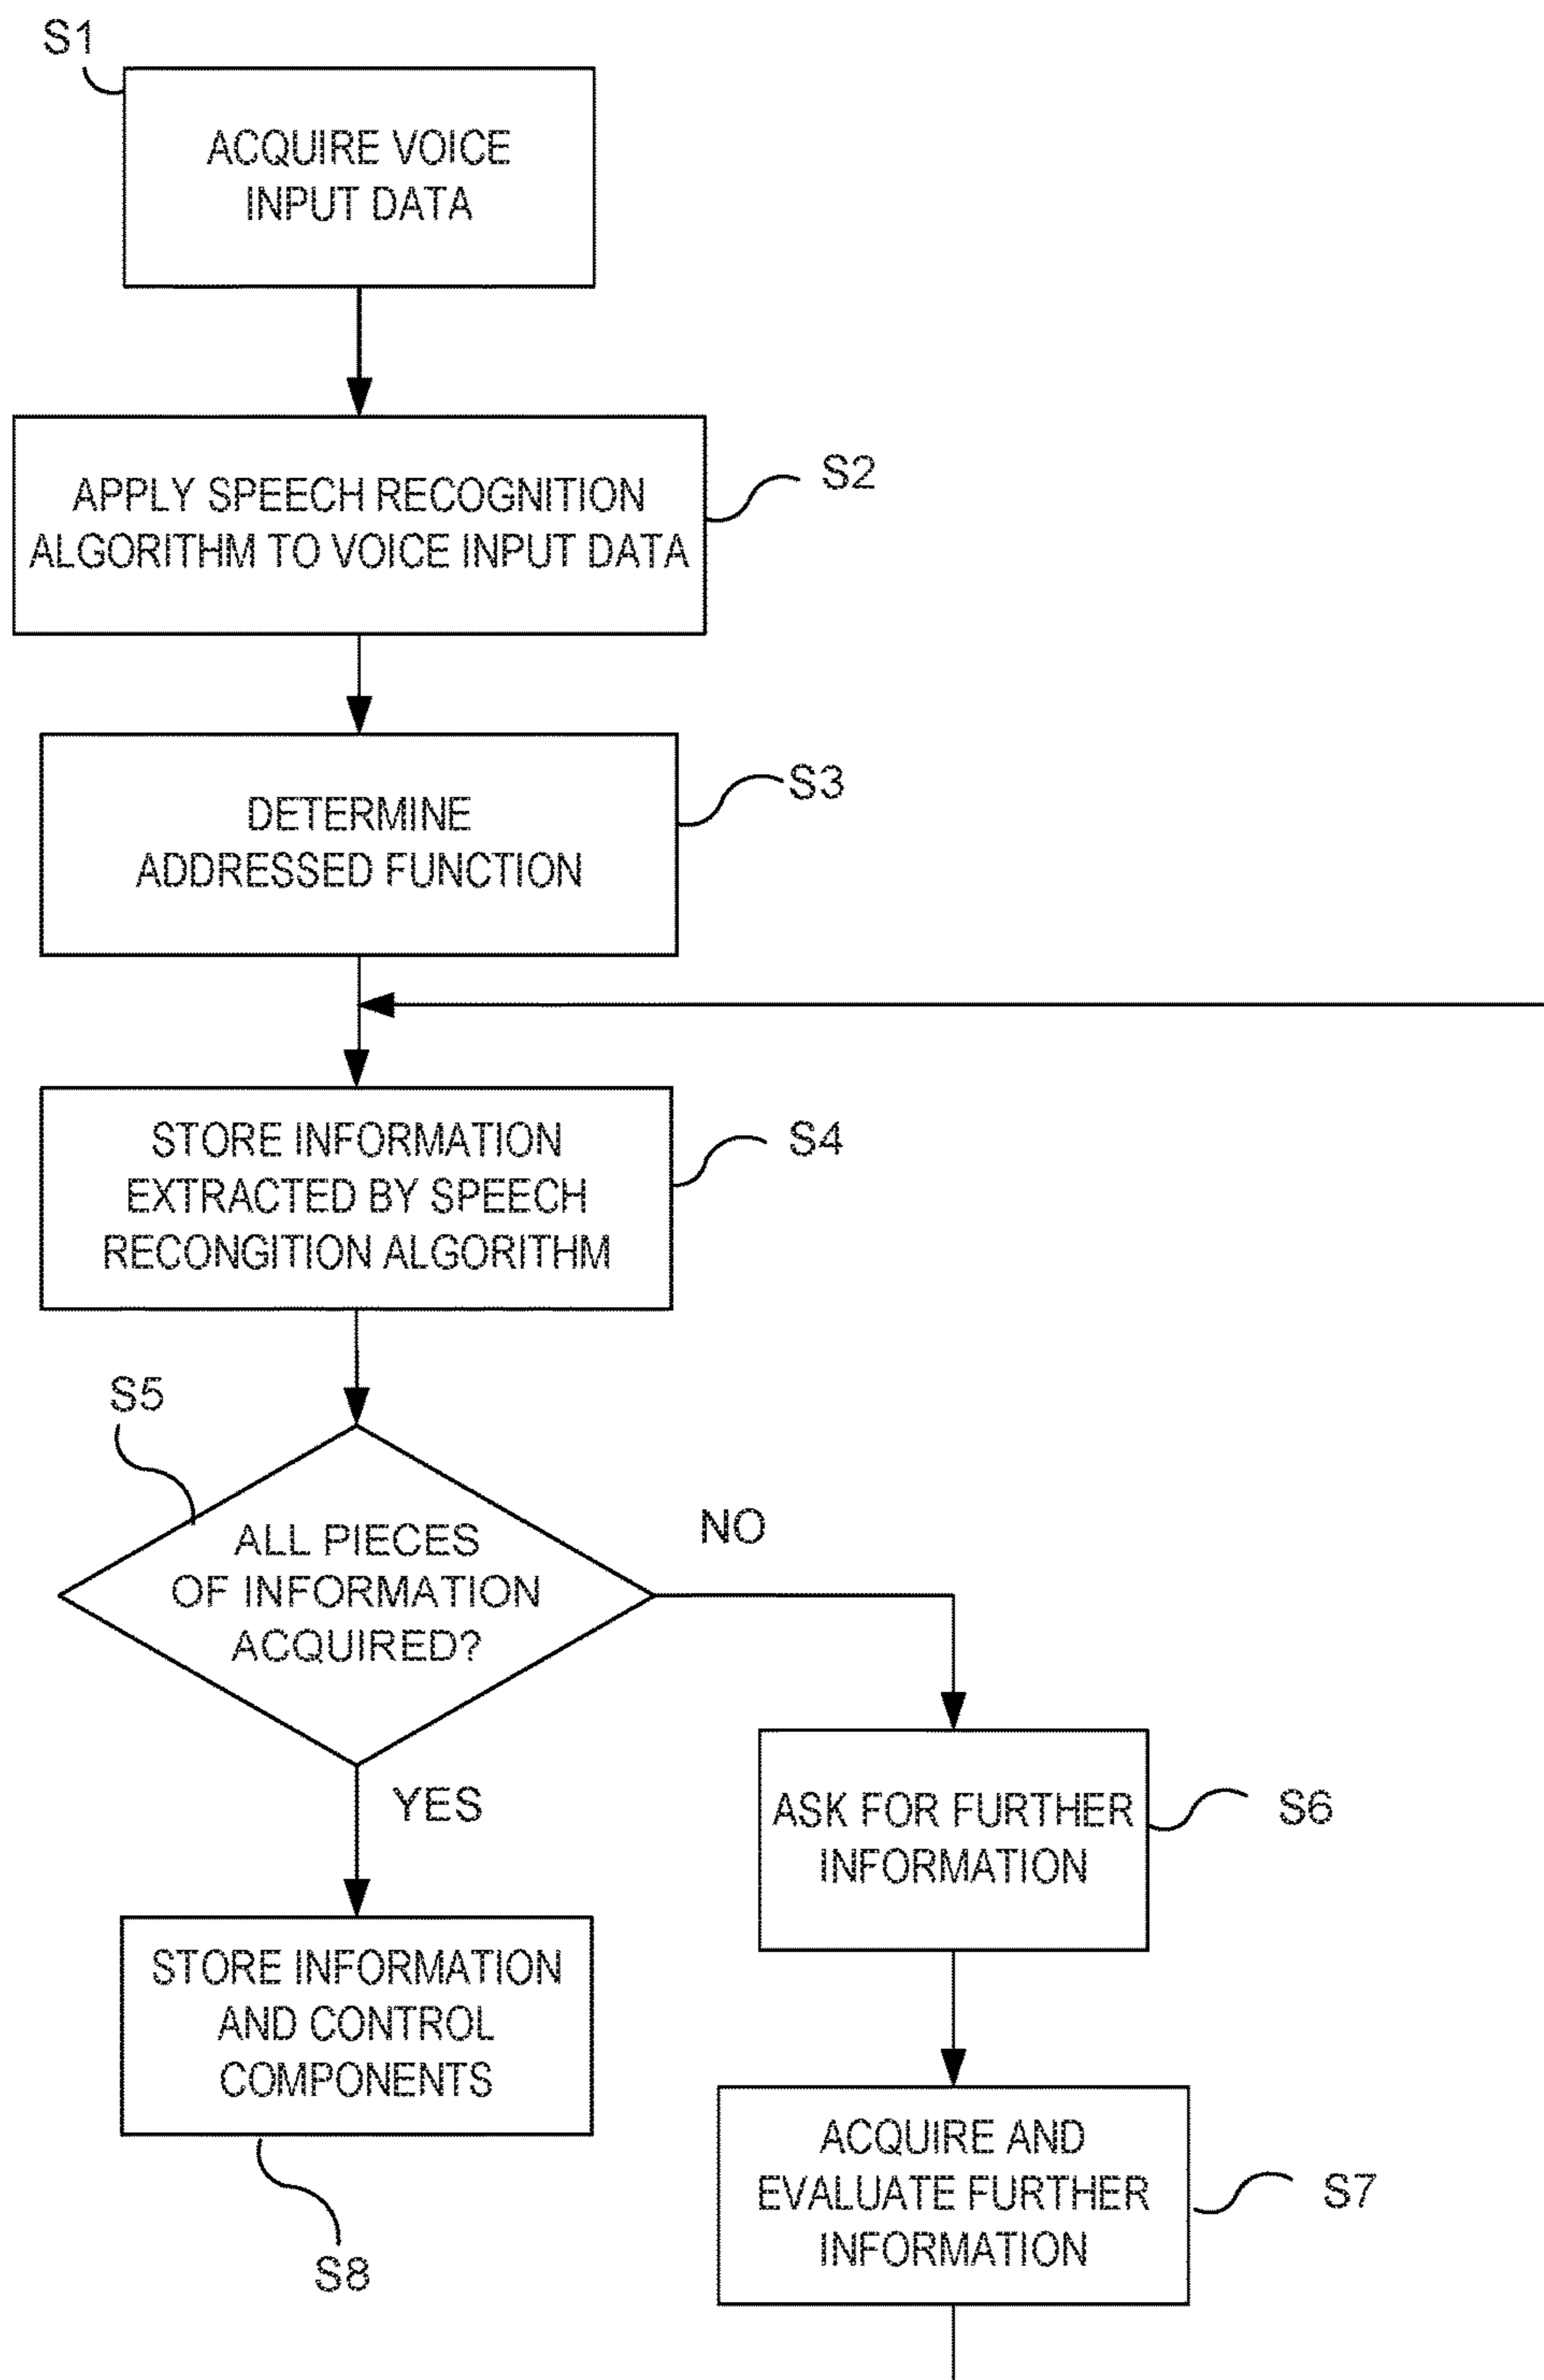 S1
ACQUIRE VOICE
INPUT DATA
APPLY SPEECH RECOGNITION
ALGORITHM TO VOICE INPUT DATA
S2
DETERMINE
ADDRESSED FUNCTION
S3
STORE INFORMATION
EXTRACTED BY SPEECH
RECONGITION ALGORITHM
S4
S5
ALL PIECES
OF INFORMATION
ACQUIRED?
NO
YES
ASK FOR FURTHER
INFORMATION
S6
STORE INFORMATION
AND CONTROL
COMPONENTS
S8
ACQUIRE AND
EVALUATE FURTHER
INFORMATION
S7